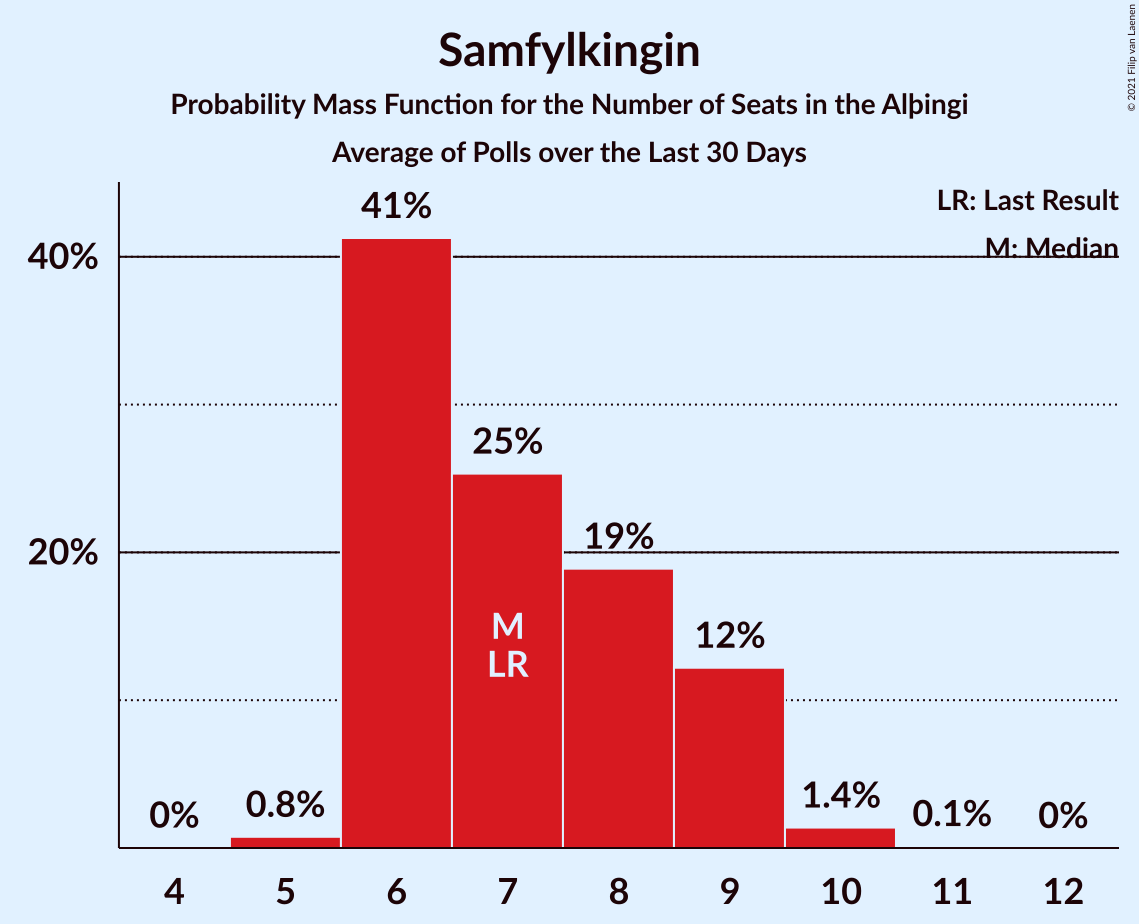 © 2021 Filip van Laenen
Samfylkingin
Probability Mass Function for the Number of Seats in the Alþingi
Average of Polls over the Last 30 Days
LR: Last Result
M: Median
41%
40%
25%
19%
20%
M
LR
12%
0%
0.8%
1.4%
0.1%
0%
4 5 6 7 8 9 10 11 12